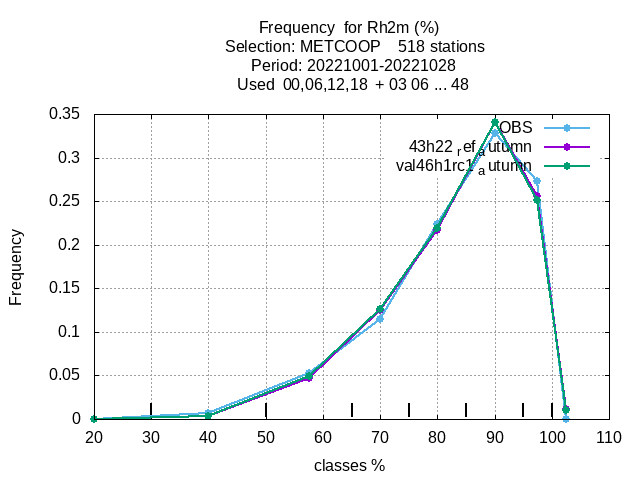 Frequency for Rh2m (%)
Selection: METCOOP 518 stations
Period: 20221001-20221028
Used 00,06,12,18 + 03 06 ... 48
0.35
OBS
43h22_ref_autumn
val46h1rc1_autumn
0.3
0.25
0.2
0.15
0.1
0.05
0
Frequency
20 30 40 50 60 70 80 90 100 110
classes %